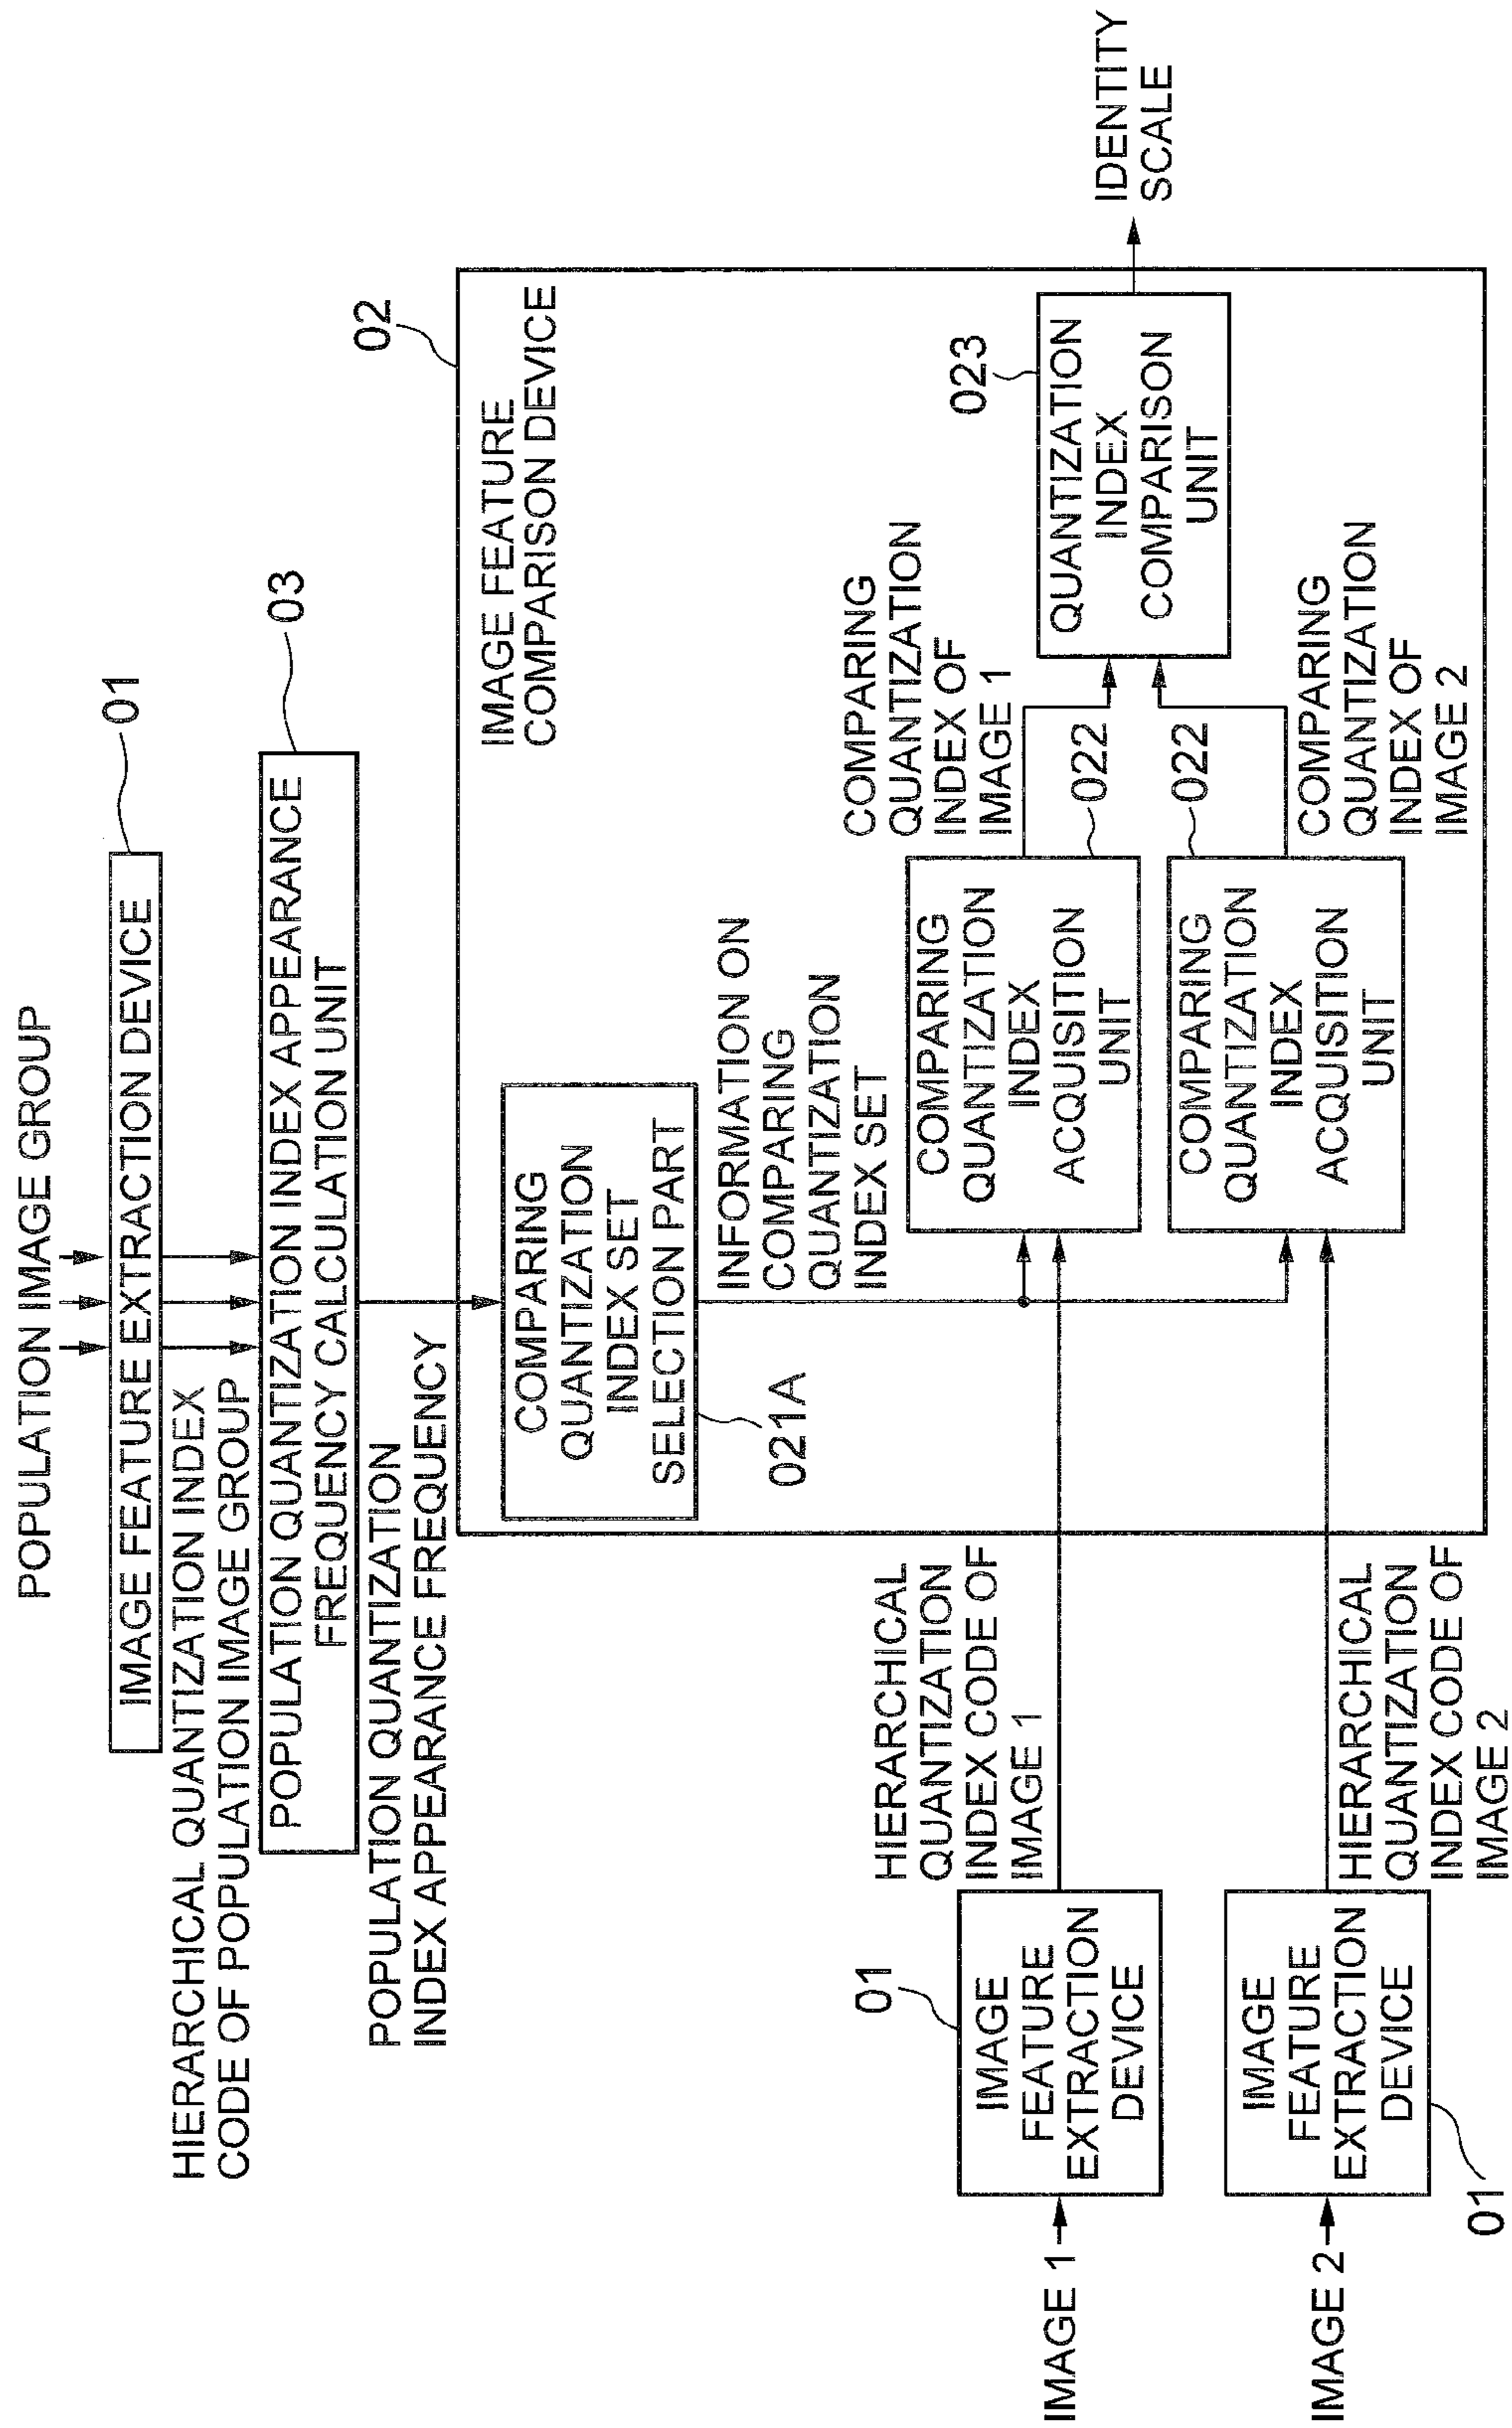 POPULATION IMAGE GROUP
01
IMAGE FEATURE EXTRACTION DEVICE
HIERARCHICAL QUANTIZATION INDEX
CODE OF POPULATION IMAGE GROUP
03
POPULATION QUANTIZATION INDEX APPEARANCE
FREQUENCY CALCULATION UNIT
POPULATION QUANTIZATION
INDEX APPEARANCE FREQUENCY
02
IMAGE FEATURE
COMPARISON DEVICE
COMPARING
QUANTIZATION
INDEX SET
SELECTION PART
021A
INFORMATION ON
COMPARING
QUANTIZATION
INDEX SET
IMAGE 1
01
IMAGE
FEATURE
EXTRACTION
DEVICE
HIERARCHICAL
QUANTIZATION
INDEX CODE OF
IMAGE 1
COMPARING
QUANTIZATION
INDEX
ACQUISITION
UNIT
022
COMPARING
QUANTIZATION
INDEX OF
IMAGE 1
IMAGE 2
IMAGE
FEATURE
EXTRACTION
DEVICE
01
HIERARCHICAL
QUANTIZATION
INDEX CODE OF
IMAGE 2
COMPARING
QUANTIZATION
INDEX
ACQUISITION
UNIT
022
COMPARING
QUANTIZATION
INDEX OF
IMAGE 2
023
QUANTIZATION
INDEX
COMPARISON
UNIT
IDENTITY
SCALE